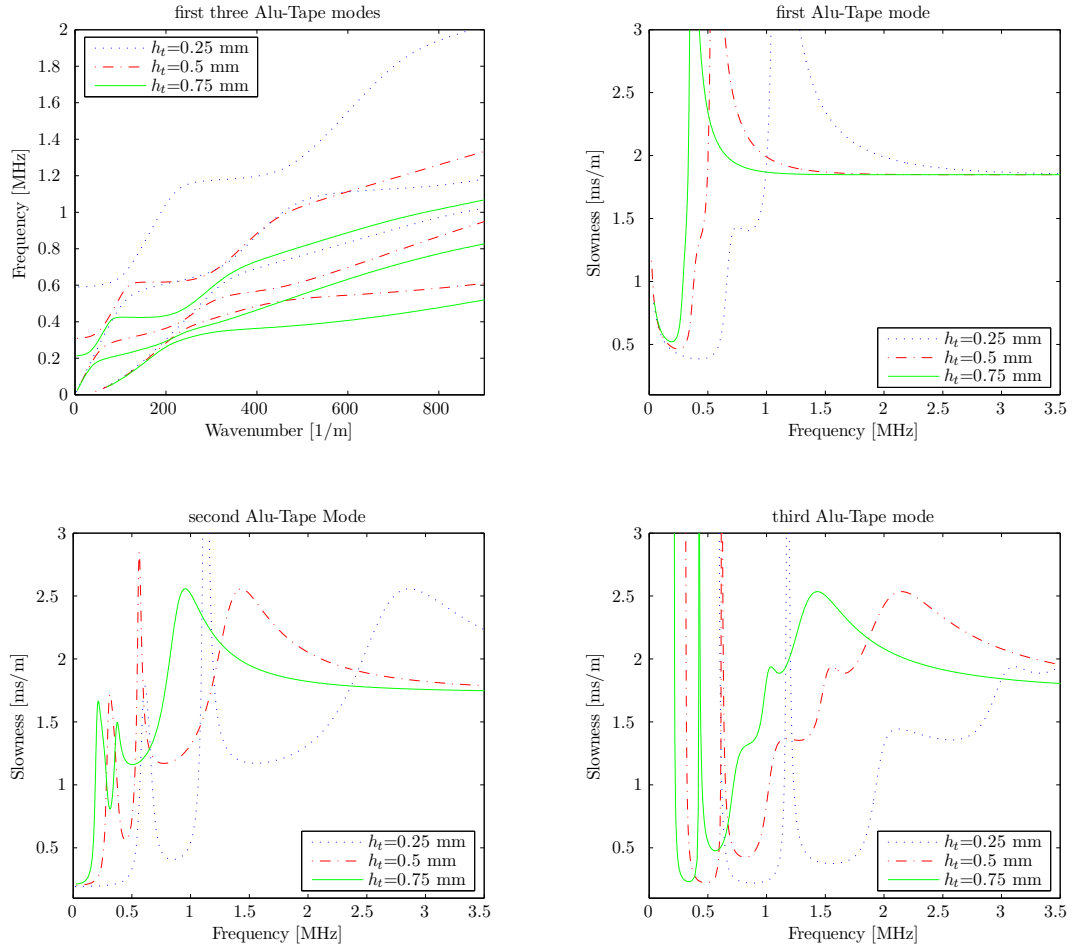 first three Alu-Tape modes
h_t=0.25 mm
h_t=0.5 mm
h_t=0.75 mm
2
1.8
1.6
1.4
1.2
1
0.8
0.6
0.4
0.2
0
Frequency [MHz]
0 200 400 600 800
Wavenumber [1/m]
first Alu-Tape mode
3
2.5
2
1.5
1
0.5
Slowness [ms/m]
h_t=0.25 mm
h_t=0.5 mm
h_t=0.75 mm
0 0.5 1 1.5 2 2.5 3 3.5
Frequency [MHz]
second Alu-Tape Mode
3
2.5
2
1.5
1
0.5
Slowness [ms/m]
h_t=0.25 mm
h_t=0.5 mm
h_t=0.75 mm
0 0.5 1 1.5 2 2.5 3 3.5
Frequency [MHz]
third Alu-Tape mode
3
2.5
2
1.5
1
0.5
Slowness [ms/m]
h_t=0.25 mm
h_t=0.5 mm
h_t=0.75 mm
0 0.5 1 1.5 2 2.5 3 3.5
Frequency [MHz]